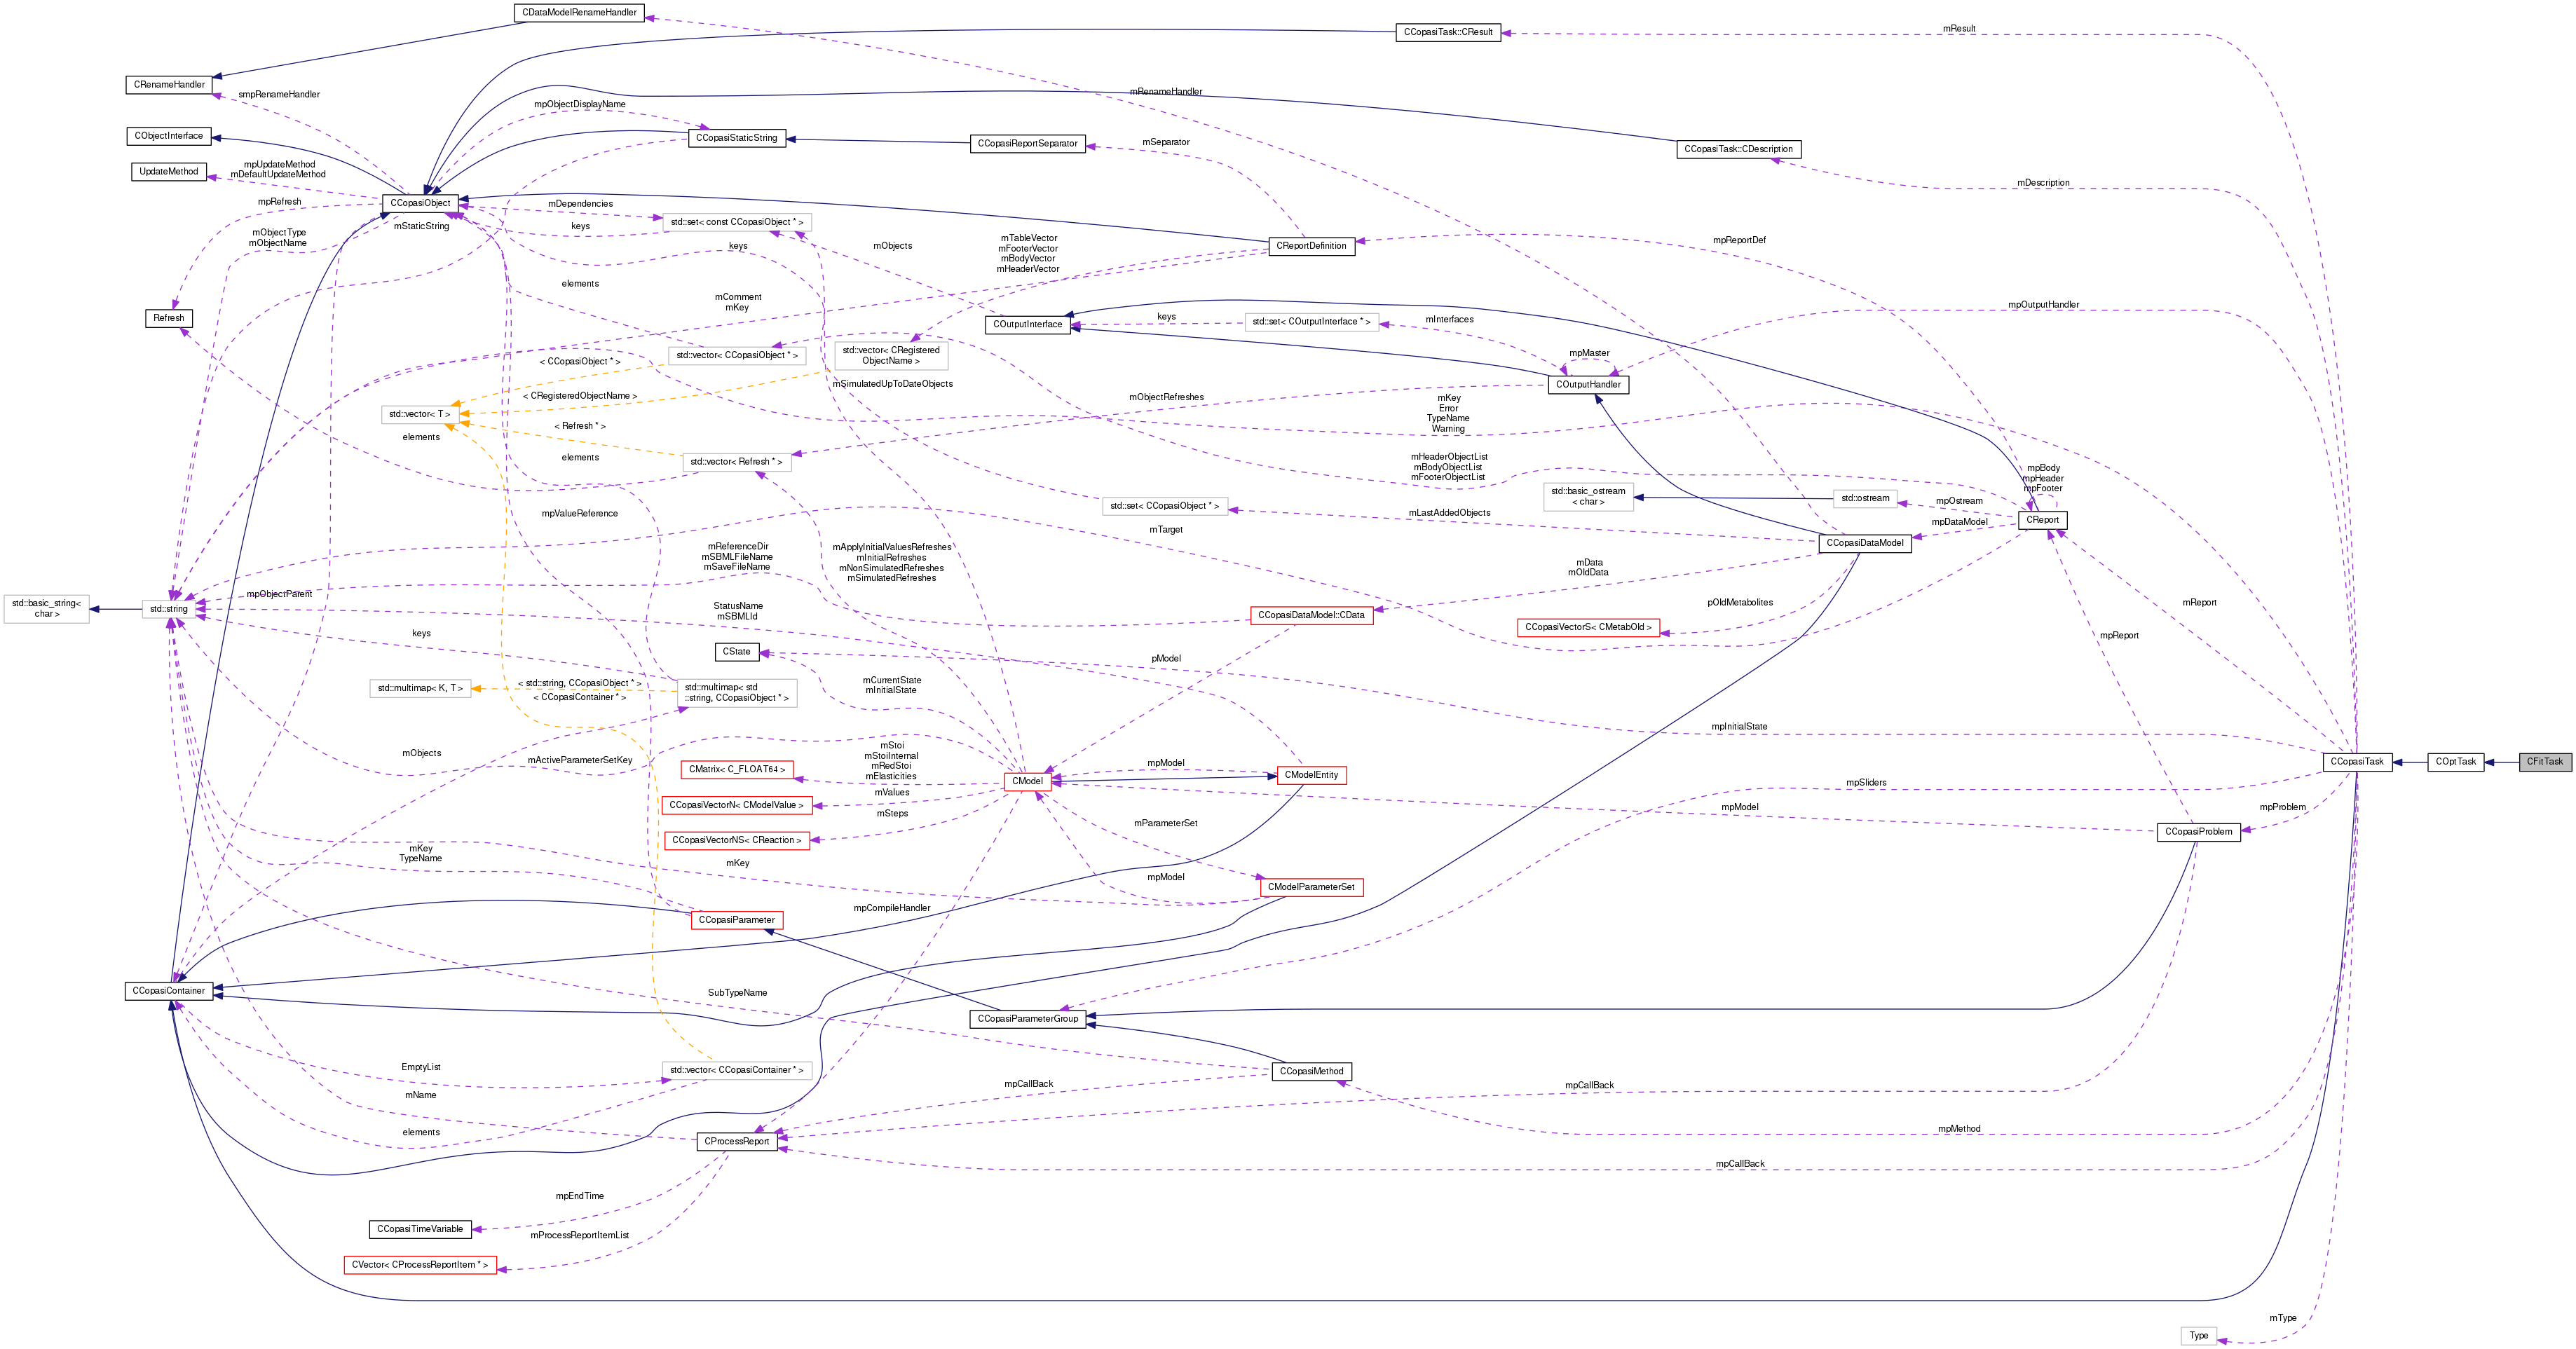 CDataModelRenameHandler
CCopasiTask::CResult
mResult
CRenameHandler
smpRenameHandler
mpObjectDisplayName
mRenameHandler
CObjectInterface
CCopasiStaticString
CCopasiReportSeparator
mSeparator
CCopasiTask::CDescription
mDescription
UpdateMethod
mpUpdateMethod
mDefaultUpdateMethod
CCopasiObject
mpRefresh
mDependencies
std::set< const CCopasiObject * >
keys
mStaticString
mObjectType
mObjectName
keys
mObjects
mTableVector
mFooterVector
mBodyVector
mHeaderVector
CReportDefinition
mpReportDef
elements
mComment
mKey
Refresh
COutputInterface
keys
std::set< COutputInterface * >
mInterfaces
mpOutputHandler
std::vector< CCopasiObject * >
std::vector< CRegistered
ObjectName >
mpMaster
COutputHandler
< CCopasiObject * >
< CRegisteredObjectName >
mSimulatedUpToDateObjects
mObjectRefreshes
mKey
Error
TypeName
Warning
std::vector< T >
< Refresh * >
elements
elements
std::vector< Refresh * >
mHeaderObjectList
mBodyObjectList
mFooterObjectList
std::basic_ostream
< char >
std::ostream
mpOstream
mpBody
mpHeader
mpFooter
CReport
std::set< CCopasiObject * >
mLastAddedObjects
mpDataModel
CCopasiDataModel
mpValueReference
mTarget
mReferenceDir
mSBMLFileName
mSaveFileName
mApplyInitialValuesRefreshes
mInitialRefreshes
mNonSimulatedRefreshes
mSimulatedRefreshes
mData
mOldData
mpObjectParent
std::basic_string<
char >
std::string
StatusName
mSBMLId
CCopasiDataModel::CData
pOldMetabolites
CCopasiVectorS< CMetabOld >
mReport
mpReport
keys
CState
pModel
mCurrentState
mInitialState
std::multimap< K, T >
< std::string, CCopasiObject * >
< CCopasiContainer * >
std::multimap< std
::string, CCopasiObject * >
mpInitialState
mObjects
mActiveParameterSetKey
mStoi
mStoiInternal
mRedStoi
mElasticities
CMatrix< C_FLOAT64 >
CModel
mpModel
CModelEntity
mpSliders
CCopasiTask
COptTask
CFitTask
CCopasiVectorN< CModelValue >
mValues
mpModel
mpProblem
CCopasiVectorNS< CReaction >
mSteps
mParameterSet
CCopasiProblem
mKey
TypeName
mKey
mpModel
CModelParameterSet
CCopasiParameter
mpCompileHandler
CCopasiContainer
SubTypeName
CCopasiParameterGroup
EmptyList
std::vector< CCopasiContainer * >
CCopasiMethod
mName
mpCallBack
mpCallBack
elements
CProcessReport
mpMethod
mpCallBack
mpEndTime
CCopasiTimeVariable
mProcessReportItemList
CVector< CProcessReportItem * >
mType
Type